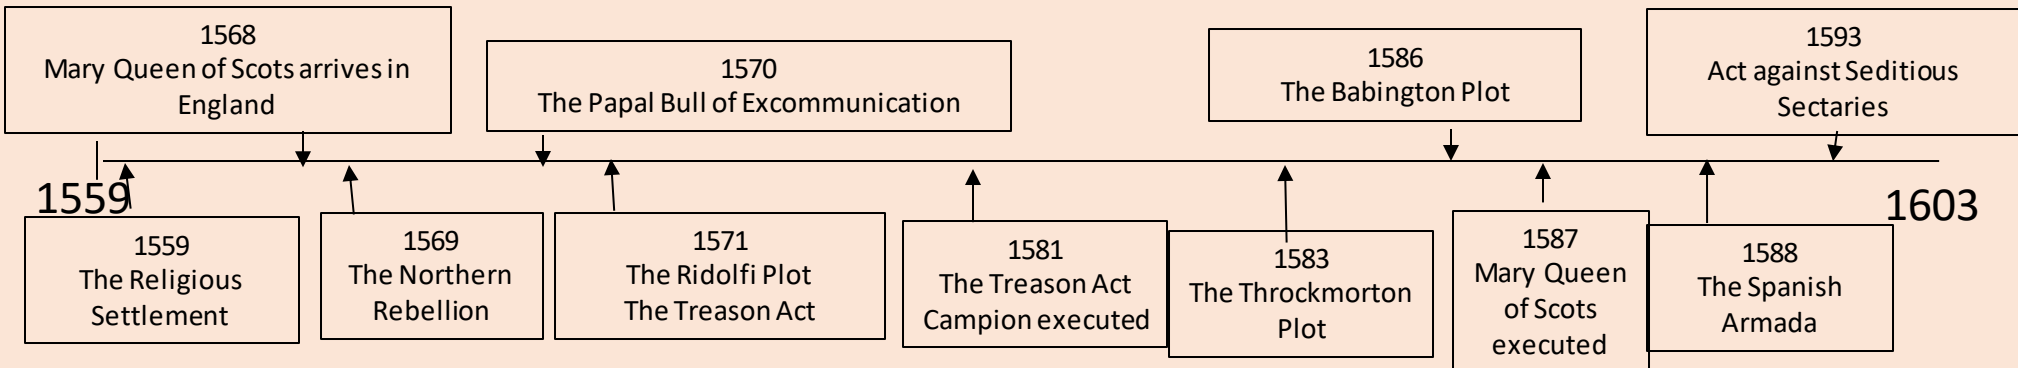 1568
Mary Queen of Scots arrives in
England
1570
The Papal Bull of Excommunication
1586
The Babington Plot
1593
Act against Seditious
Sectaries
1559
1603
1559
The Religious
Settlement
1569
The Northern
Rebellion
1571
The Ridolfi Plot
The Treason Act
1581
The Treason Act
Campion executed
1583
The Throckmorton
Plot
1587
Mary Queen
of Scots
executed
1588
The Spanish
Armada